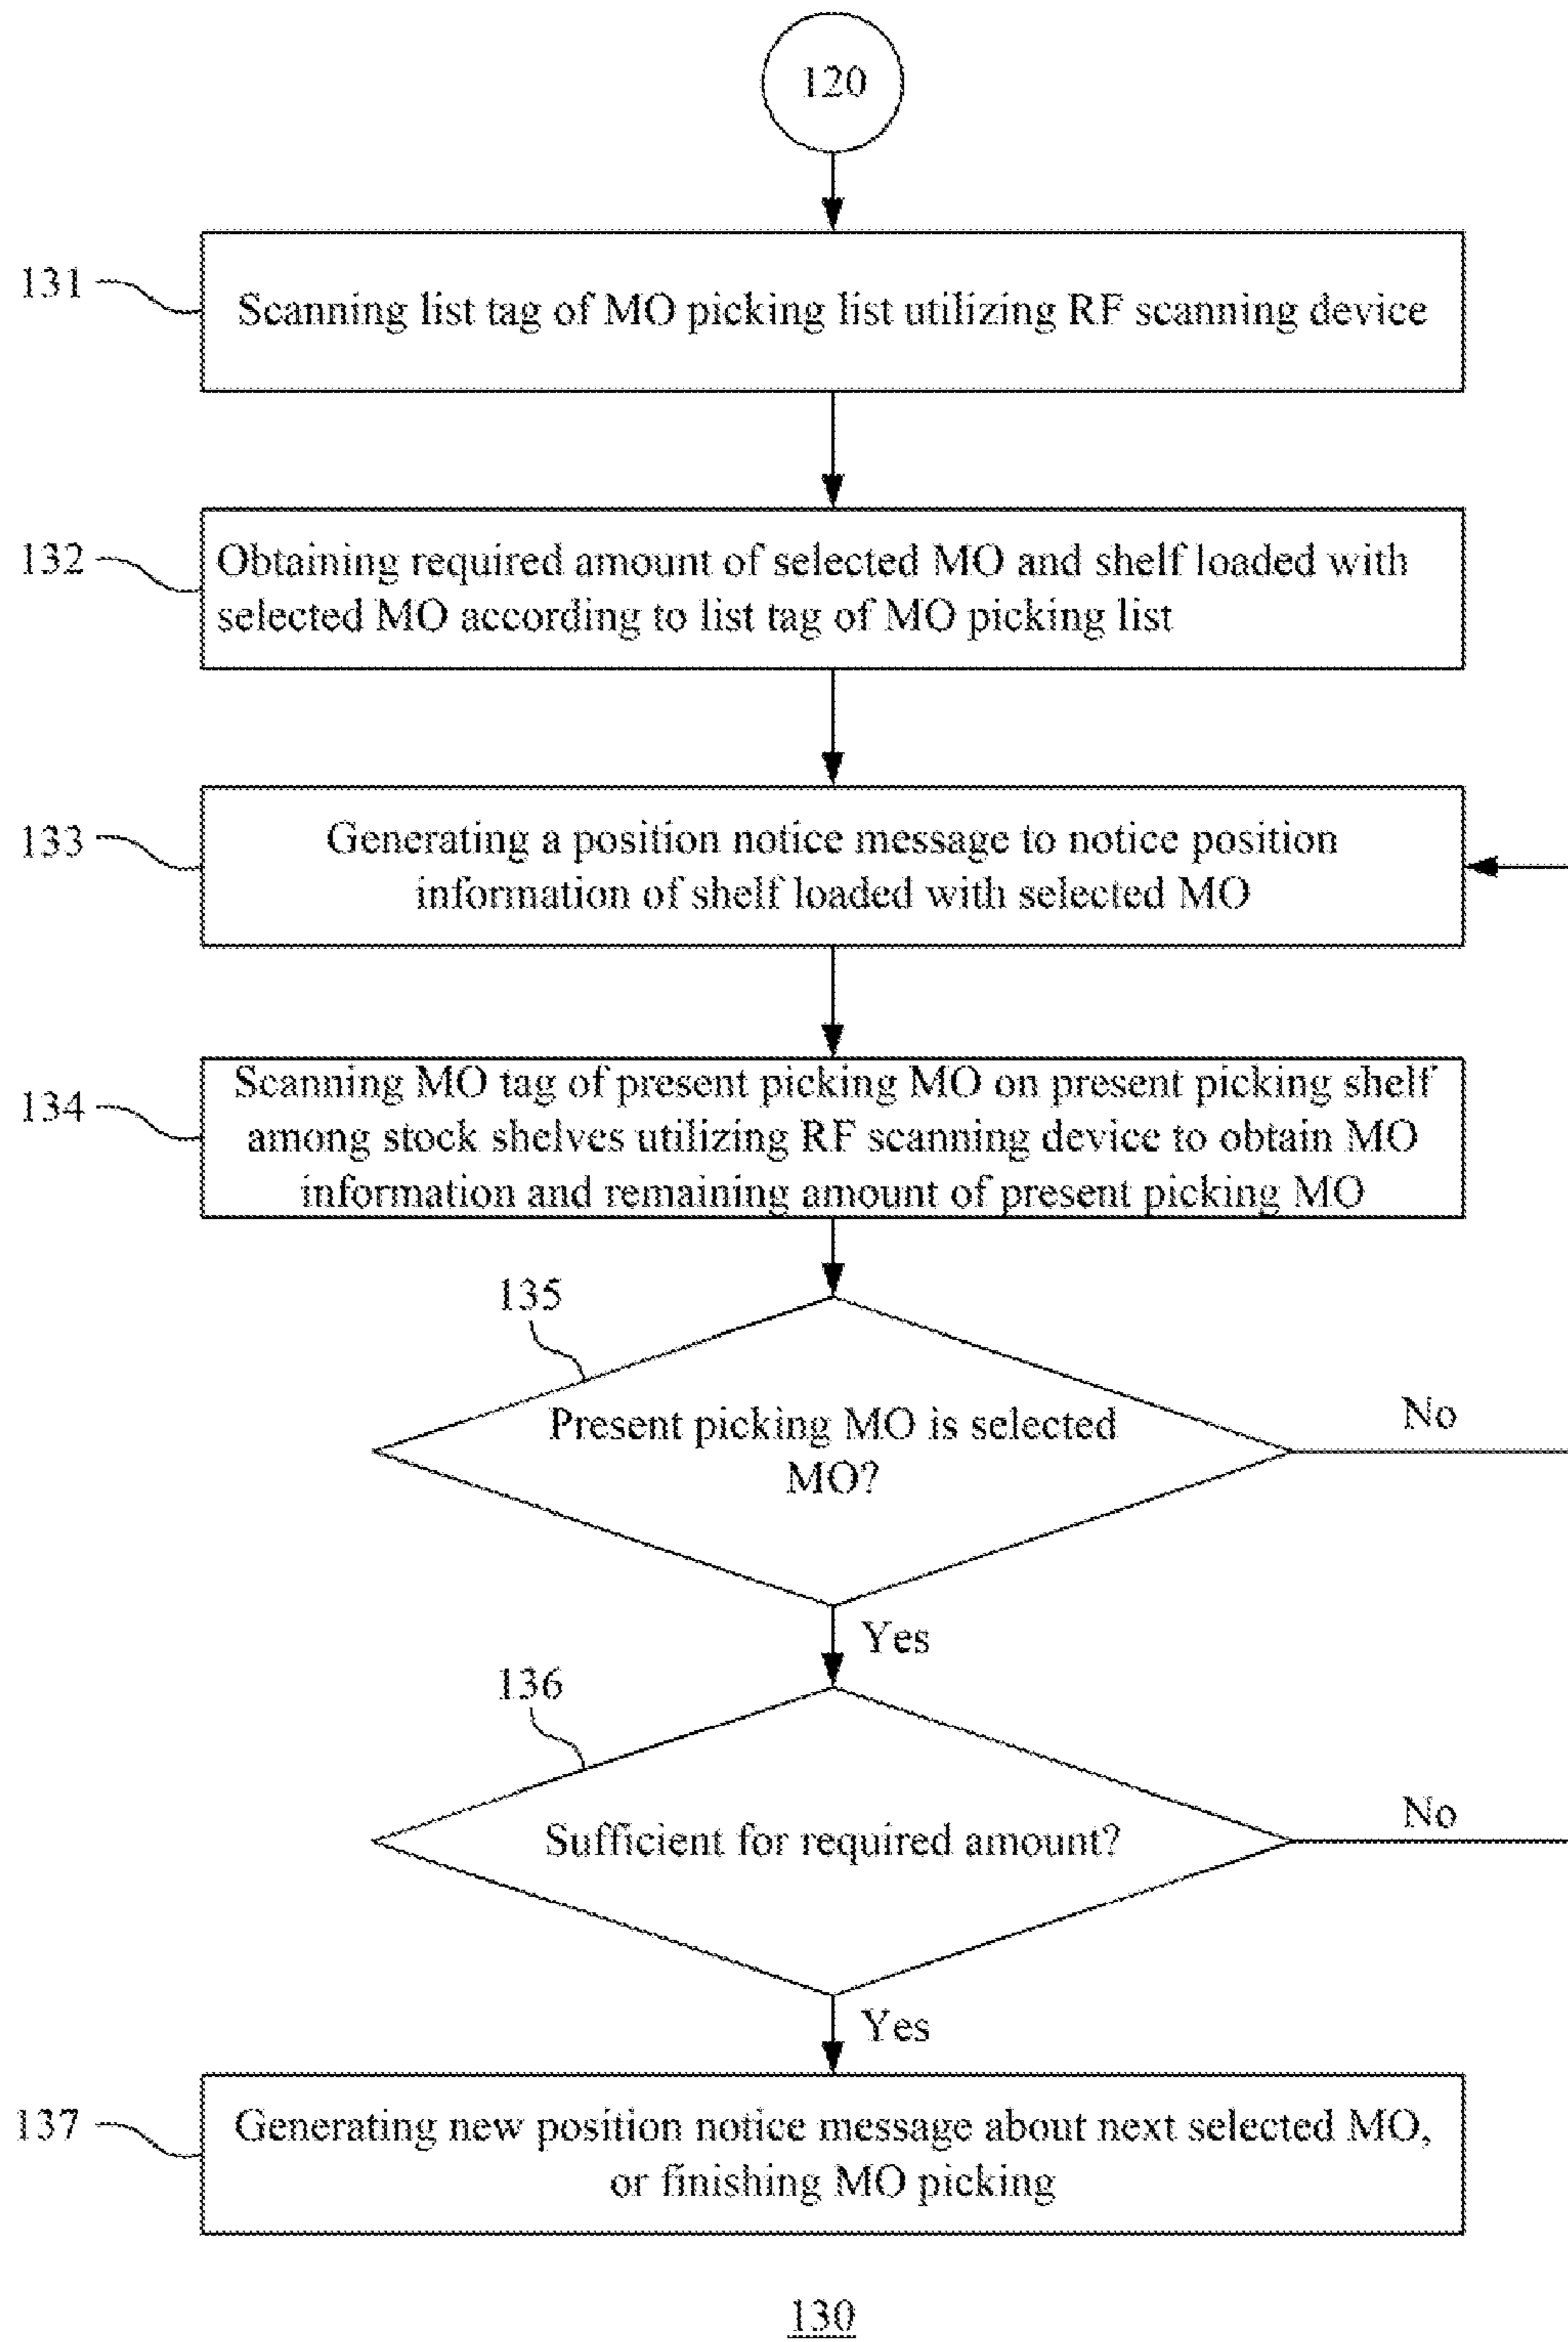 120
131
Scanning list tag of MO picking list utilizing RF scanning device
132
Obtaining required amount of selected MO and shelf loaded with
selected MO according to list tag of MO picking list
133
Generating a position notice message to notice position
information of shelf loaded with selected MO
134
Scanning MO tag of present picking MO on present picking shelf
among stock shelves utilizing RF scanning device to obtain MO
information and remaining amount of present picking MO
135
Present picking MO is selected
MO?
No
Yes
136
Sufficient for required amount?
No
Yes
137
Generating new position notice message about next selected MO,
or finishing MO picking
130